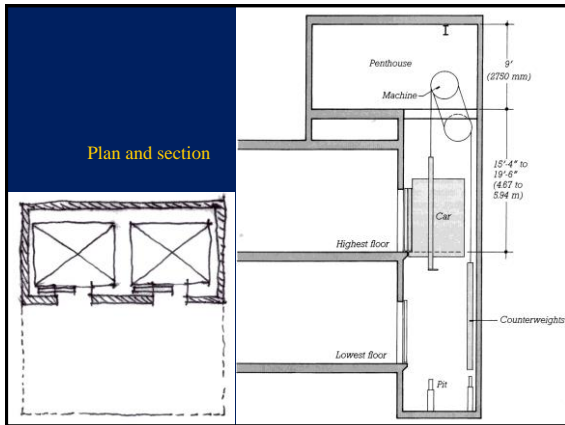 Plan and section
Penthouse
Machine
9'
(2750 mm)
15'-4" to
19'-6"
(4.67
to
5.94 m)
Car
Highest floor
Counterweights
Lowest floor
Pit